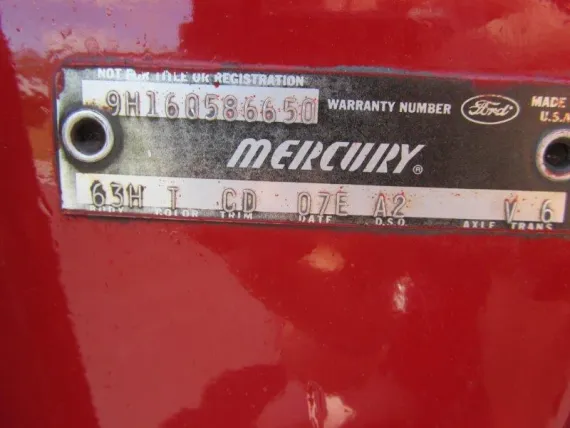 NOT FOR TITLE OR REGISTRATION
9H16Q586650 WARRANTY NUMBER Ford MADE
U.S.A
MERCURY®
63H T CD 07E A2 V 6
BODY COLOR TRIM DATE D.S.O. AXLE TRANS